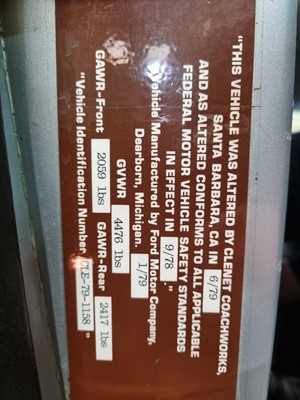 "THIS VEHICLE WAS ALTERED BY CLENET COACHWORKS,
SANTA BARBARA, CA IN 6/79
AND AS ALTERED CONFORMS TO ALL APPLICABLE
FEDERAL MOTOR VEHICLE SAFETY STANDARDS
IN EFFECT IN 9/78 ."
Vehicle Manufactured by Ford Motor Company,
Dearborn, Michigan. 1/79
GVWR 4476 lbs
GAWR-Front 2059 lbs GAWR-Rear 2417 lbs
"Vehicle Identification Number CLE-79-1158 "